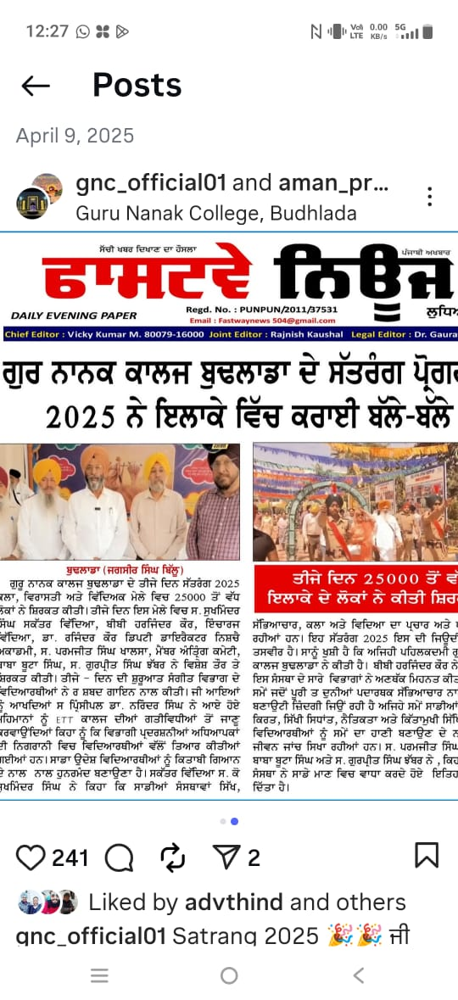 12:27
Vo)) LTE 0.00 KB/s 5G
Posts
April 9, 2025
gnc_official01 and aman_pr...
Guru Nanak College, Budhlada
ਸੱਚੀ ਖਬਰ ਦਿਖਾਣ ਦਾ ਹੌਸਲਾ
ਪੰਜਾਬੀ ਅਖਬਾਰ
ਫਾਸਟਵੇ ਨਿਊਜ
DAILY EVENING PAPER
Regd. No. : PUNPUN/2011/37531
Email : Fastwaynews 504@gmail.com
ਲੁਧਿ
Chief Editor : Vicky Kumar M. 80079-16000 Joint Editor : Rajnish Kaushal Legal Editor : Dr. Gaura
ਗੁਰ ਨਾਨਕ ਕਾਲਜ ਬੁਢਲਾਡਾ ਦੇ ਸੱਤਰੰਗ ਪ੍ਰੋਗਰ
2025 ਨੇ ਇਲਾਕੇ ਵਿੱਚ ਕਰਾਈ ਬੱਲੇ-ਬੱਲੇ
ਬੁਢਲਾਡਾ (ਜਗਸੀਰ ਸਿੰਘ ਬਿੱਲੂ)
ਗੁਰੂ ਨਾਨਕ ਕਾਲਜ ਬੁਢਲਾਡਾ ਦੇ ਤੀਜੇ ਦਿਨ ਸੱਤਰੰਗ 2025
ਕਲਾ, ਵਿਰਾਸਤੀ ਅਤੇ ਵਿੱਦਿਅਕ ਮੇਲੇ ਵਿਚ 25000 ਤੋਂ ਵੱਧ
ਲੋਕਾਂ ਨੇ ਸ਼ਿਰਕਤ ਕੀਤੀ। ਤੀਜੇ ਦਿਨ ਇਸ ਮੇਲੇ ਵਿਚ ਸ. ਸੁਖਮਿੰਦਰ
ਸਿੰਘ ਸਕੱਤਰ ਵਿੱਦਿਆ, ਬੀਬੀ ਹਰਜਿੰਦਰ ਕੌਰ, ਇੰਚਾਰਜ
ਵਿੱਦਿਆ, ਡਾ. ਰਜਿੰਦਰ ਕੌਰ ਡਿਪਟੀ ਡਾਇਰੈਕਟਰ ਨਿਸ਼ਚੇ
ਅਕਾਡਮੀ, ਸ. ਪਰਮਜੀਤ ਸਿੰਘ ਖਾਲਸਾ, ਮੈਂਬਰ ਅੰਤ੍ਰਿੰਗ ਕਮੇਟੀ,
ਬਾਬਾ ਬੂਟਾ ਸਿੰਘ, ਸ. ਗੁਰਪ੍ਰੀਤ ਸਿੰਘ ਝੱਬਰ ਨੇ ਵਿਸ਼ੇਸ਼ ਤੌਰ ਤੇ
ਸ਼ਿਰਕਤ ਕੀਤੀ। ਤੀਜੇ - ਦਿਨ ਦੀ ਸ਼ੁਰੂਆਤ ਸੰਗੀਤ ਵਿਭਾਗ ਦੇ
ਵਿਦਿਆਰਥੀਆਂ ਨੇ ਰ ਸ਼ਬਦ ਗਾਇਨ ਨਾਲ ਕੀਤੀ। ਜੀ ਆਇਆਂ
ਨੂੰ ਆਖਦਿਆਂ ਸ ਪ੍ਰਿੰਸੀਪਲ ਡਾ. ਨਰਿੰਦਰ ਸਿੰਘ ਨੇ ਆਏ ਹੋਏ
ਮਹਿਮਾਨਾਂ ਨੂੰ ETT ਕਾਲਜ ਦੀਆਂ ਗਤੀਵਿਧੀਆਂ ਤੋਂ ਜਾਣੂ
ਕਰਵਾਉਂਦਿਆਂ ਕਿਹਾ ਨੂੰ ਕਿ ਵਿਭਾਗੀ ਪ੍ਰਦਰਸ਼ਨੀਆਂ ਅਧਿਆਪਕਾਂ
ਦੀ ਨਿਗਰਾਨੀ ਵਿਚ ਵਿਦਿਆਰਥੀਆਂ ਵੱਲੋਂ ਤਿਆਰ ਕੀਤੀਆਂ
ਗਈਆਂ ਹਨ। ਸਾਡਾ ਉਦੇਸ਼ ਵਿਦਿਆਰਥੀਆਂ ਨੂੰ ਕਿਤਾਬੀ ਗਿਆਨ
ਦੇ ਨਾਲ ਨਾਲ ਹੁਨਰਮੰਦ ਬਣਾਉਣਾ ਹੈ। ਸਕੱਤਰ ਵਿੱਦਿਆ ਸ. ਕੋ
ਸੁਖਮਿੰਦਰ ਸਿੰਘ ਨੇ ਕਿਹਾ ਕਿ ਸਾਡੀਆਂ ਸੰਸਥਾਵਾਂ ਸਿੱਖ,
ਤੀਜੇ ਦਿਨ 25000 ਤੋਂ ਵੱ
ਇਲਾਕੇ ਦੇ ਲੋਕਾਂ ਨੇ ਕੀਤੀ ਸ਼ਿਰ
ਸੱਭਿਆਚਾਰ, ਕਲਾ ਅਤੇ ਵਿਦਿਆ ਦਾ ਪ੍ਰਚਾਰ ਅਤੇ
ਰਹੀਆਂ ਹਨ। ਇਹ ਸੱਤਰੰਗ 2025 ਇਸ ਦੀ ਜਿਉਂਦੀ
ਤਸਵੀਰ ਹੈ। ਸਾਨੂੰ ਖੁਸ਼ੀ ਹੈ ਕਿ ਅਜਿਹੀ ਪਹਿਲਕਦਮੀ ਗੁ
ਕਾਲਜ ਬੁਢਲਾਡਾ ਨੇ ਕੀਤੀ ਹੈ। ਬੀਬੀ ਹਰਜਿੰਦਰ ਕੌਰ ਨੇ
ਇਸ ਸੰਸਥਾ ਦੇ ਸਾਰੇ ਵਿਭਾਗਾਂ ਨੇ ਅਣਥੱਕ ਮਿਹਨਤ ਕੀਤ
ਸਮੇਂ ਜਦੋਂ ਪੂਰੀ ਤ ਦੁਨੀਆਂ ਪਦਾਰਥਕ ਸੱਭਿਆਚਾਰ ਨਾ
ਬਣਾਉਟੀ ਜ਼ਿੰਦਗੀ ਜਿਉਂ ਰਹੀ ਹੈ ਅਜਿਹੇ ਸਮੇਂ ਸਾਡੀਆਂ
ਕਿਰਤ, ਸਿੱਖੀ ਸਿਧਾਂਤ, ਨੈਤਿਕਤਾ ਅਤੇ ਕਿੱਤਾਮੁਖੀ ਸਿੱਖਿ
ਵਿਦਿਆਰਥੀਆਂ ਨੂੰ ਸਮੇਂ ਦਾ ਹਾਣੀ ਬਣਾਉਣ ਦੇ ਨ
ਜੀਵਨ ਜਾਂਚ ਸਿਖਾ ਰਹੀਆਂ ਹਨ। ਸ. ਪਰਮਜੀਤ ਸਿੰਘ
ਬਾਬਾ ਬੂਟਾ ਸਿੰਘ ਅਤੇ ਸ. ਗੁਰਪ੍ਰੀਤ ਸਿੰਘ ਝੱਬਰ ਨੇ , ਕਿਹ
ਸੰਸਥਾ ਨੇ ਸਾਡੇ ਮਾਣ ਵਿਚ ਵਾਧਾ ਕਰਦੇ ਹੋਏ ਇਤਿਹ
ਦਿੱਤਾ ਹੈ।
241
2
Liked by advthind and others
gnc_official01 Satrang 2025 🎉🎉 ਜੀ